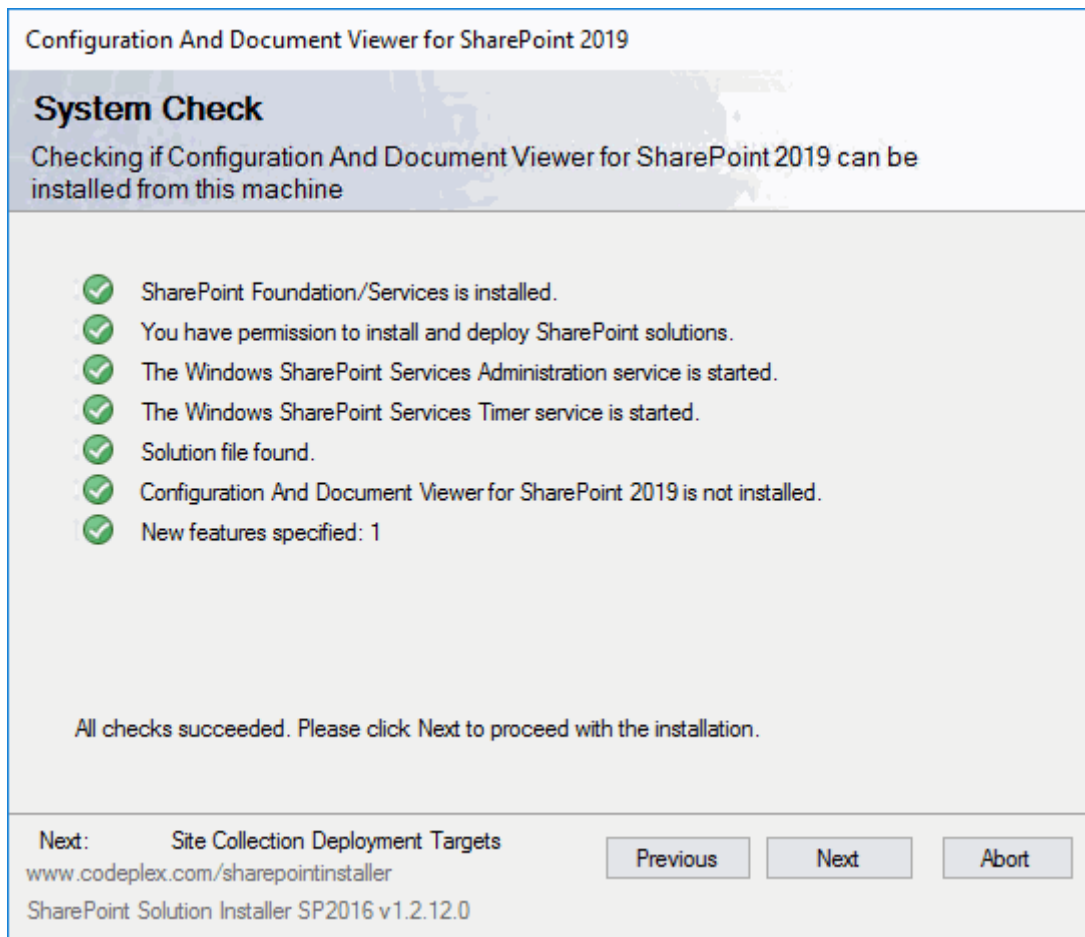 Configuration And Document Viewer for SharePoint 2019
System Check
Checking if Configuration And Document Viewer for SharePoint 2019 can be
installed from this machine
SharePoint Foundation/Services is installed.
You have permission to install and deploy SharePoint solutions.
The Windows SharePoint Services Administration service is started.
The Windows SharePoint Services Timer service is started.
Solution file found.
Configuration And Document Viewer for SharePoint 2019 is not installed.
New features specified: 1
All checks succeeded. Please click Next to proceed with the installation.
Next: Site Collection Deployment Targets
www.codeplex.com/sharepointinstaller
SharePoint Solution Installer SP2016 v1.2.12.0
Previous Next Abort